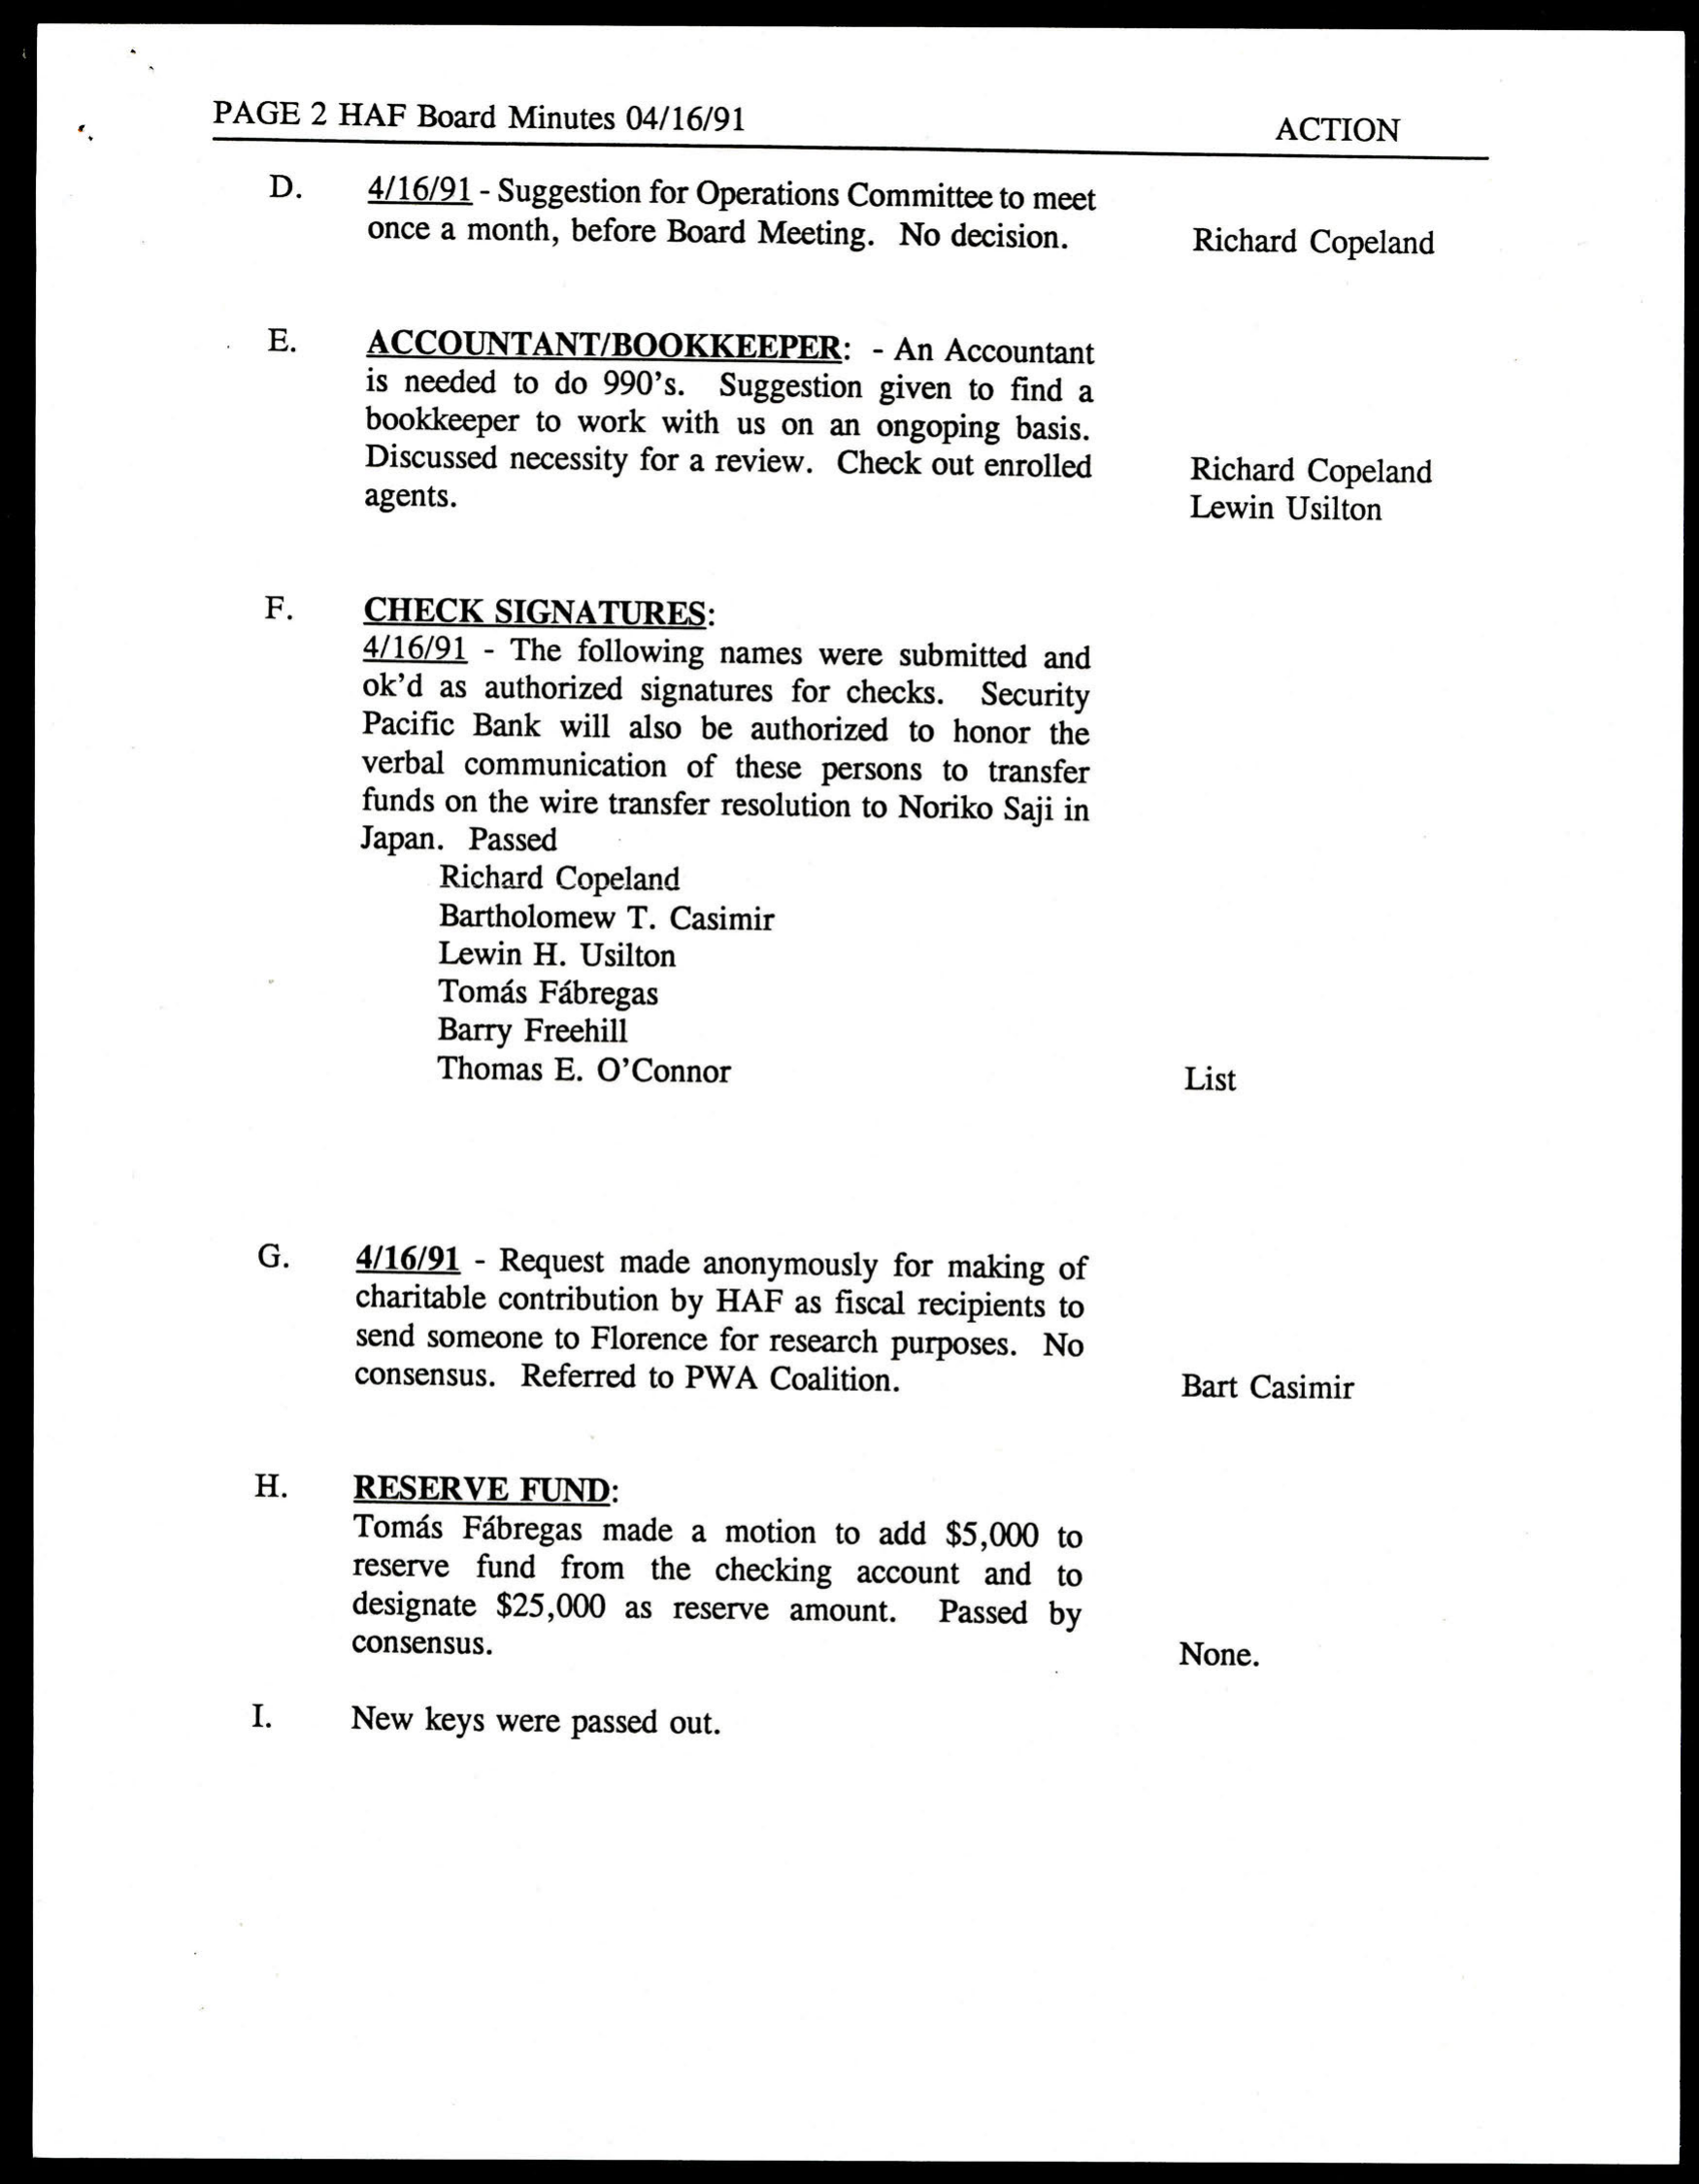 PAGE 2 HAF Board Minutes 04/16/91 ACTION
D. 4/16/91 - Suggestion for Operations Committee to meet
once a month, before Board Meeting. No decision. Richard Copeland
E. ACCOUNTANT/BOOKKEEPER: - An Accountant
is needed to do 990's. Suggestion given to find a
bookkeeper to work with us on an ongoping basis.
Discussed necessity for a review. Check out enrolled Richard Copeland
agents. Lewin Usilton
F. CHECK SIGNATURES:
4/16/91 - The following names were submitted and
ok'd as authorized signatures for checks. Security
Pacific Bank will also be authorized to honor the
verbal communication of these persons to transfer
funds on the wire transfer resolution to Noriko Saji in
Japan. Passed
Richard Copeland
Bartholomew T. Casimir
Lewin H. Usilton
Tomás Fábregas
Barry Freehill
Thomas E. O'Connor List
G. 4/16/91 - Request made anonymously for making of
charitable contribution by HAF as fiscal recipients to
send someone to Florence for research purposes. No
consensus. Referred to PWA Coalition. Bart Casimir
H. RESERVE FUND:
Tomás Fábregas made a motion to add $5,000 to
reserve fund from the checking account and to
designate $25,000 as reserve amount. Passed by
consensus. None.
I. New keys were passed out.